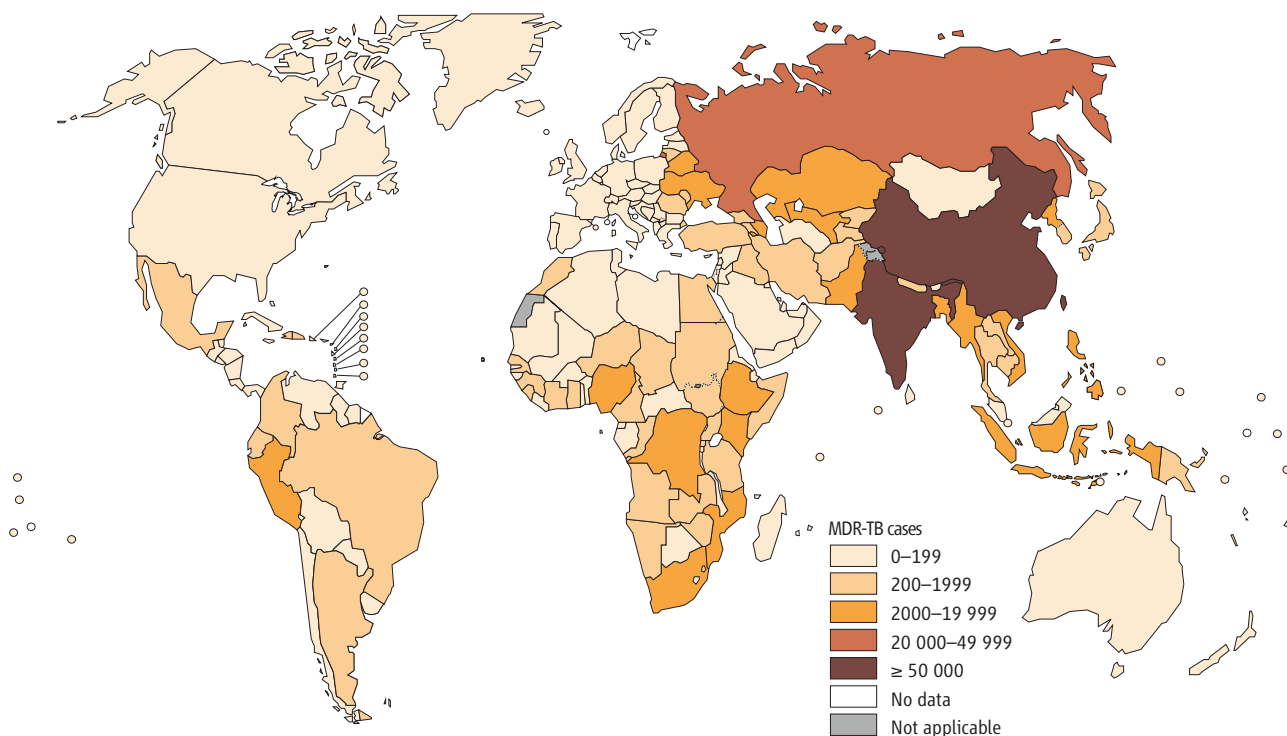 MDR-TB cases
0–199
200–1999
2000–19 999
20 000–49 999
≥ 50 000
No data
Not applicable